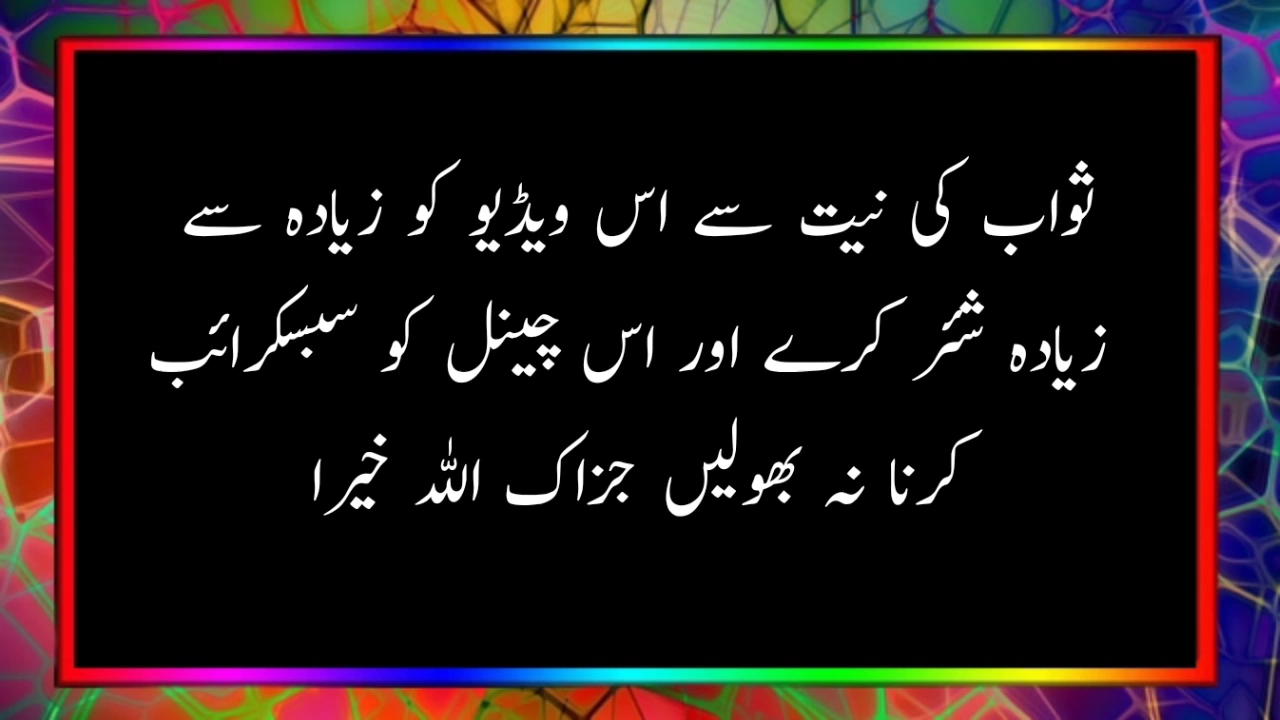 ثواب کی نیت سے اس ویڈیو کو زیادہ سے
زیادہ شئر کرے اور اس چینل کو سبسکرائب
کرنا نہ بھولیں جزاک اللہ خیرا